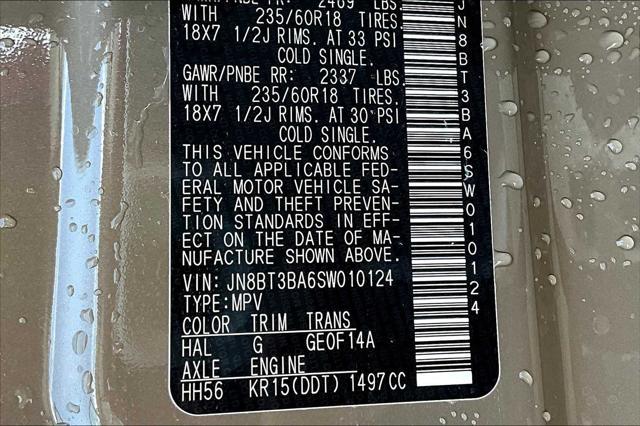 WITH 235/60R18 TIRES
18X7 1/2J RIMS. AT 33 PSI
COLD SINGLE.
GAWR/PNBE RR: 2337 LBS.
WITH 235/60R18 TIRES.
18X7 1/2J RIMS. AT 30 PSI
COLD SINGLE.
THIS VEHICLE CONFORMS
TO ALL APPLICABLE FED-
ERAL MOTOR VEHICLE SA-
FETY AND THEFT PREVEN-
TION STANDARDS IN EFF-
ECT ON THE DATE OF MA-
NUFACTURE SHOWN ABOVE.
VIN: JN8BT3BA6SW010124
TYPE:MPV
COLOR TRIM TRANS
HAL G GE0F14A
AXLE ENGINE
HH56 KR15(DDT) 1497CC
JN8BT3BA6SW010124